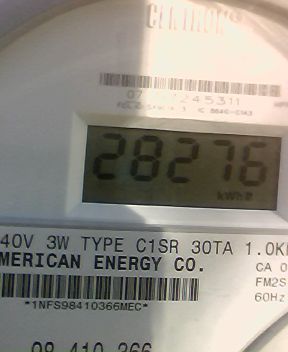 CENTRON
28276
kWh
40V 3W TYPE C1SR 30TA 1.0K
MERICAN ENERGY CO.
CA 0
FM2S
60Hz
*1NFS98410366MEC*
98 410 366